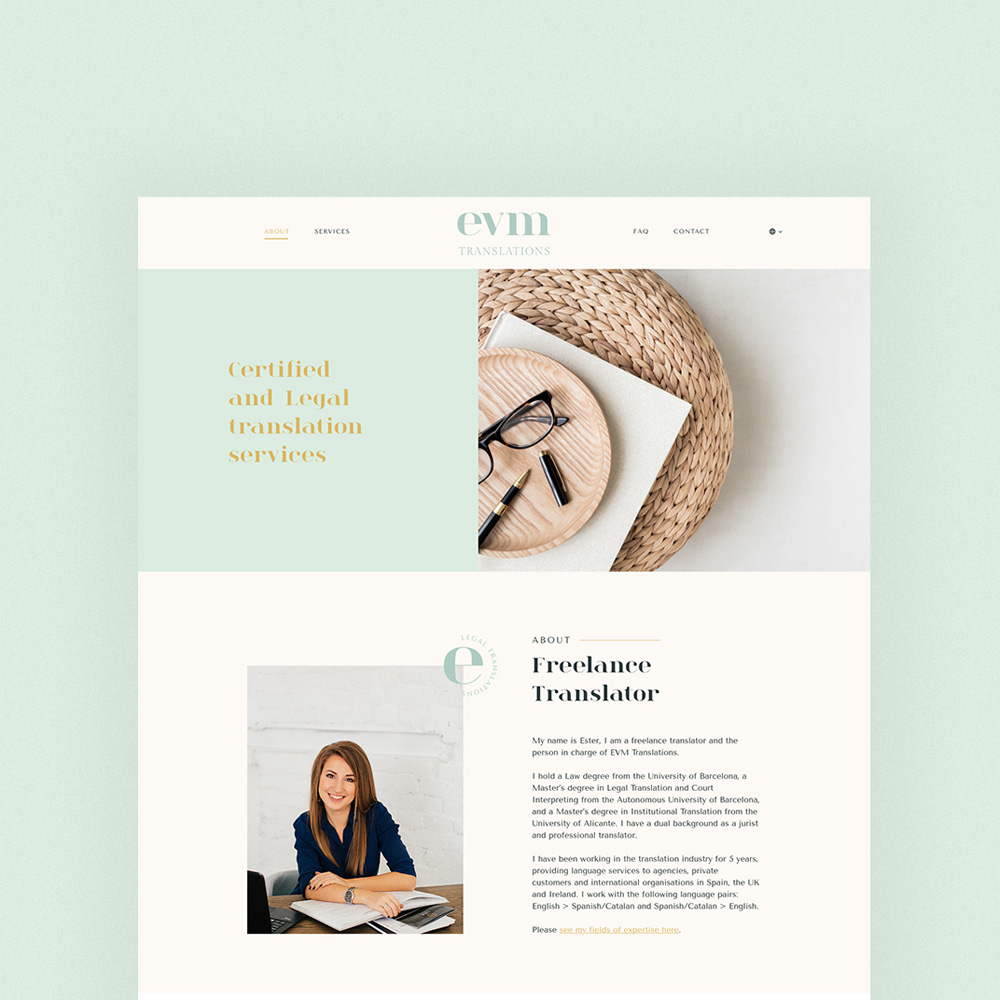 ABOUT
SERVICES
evm
TRANSLATIONS
FAQ
CONTACT
Certified
and Legal
translation
services
LEGAL TRANSLATIONS
e
ABOUT
Freelance
Translator
My name is Ester, I am a freelance translator and the
person in charge of EVM Translations.
I hold a Law degree from the University of Barcelona, a
Master's degree in Legal Translation and Court
Interpreting from the Autonomous University of Barcelona,
and a Master's degree in Institutional Translation from the
University of Alicante. I have a dual background as a jurist
and professional translator.
I have been working in the translation industry for 5 years,
providing language services to agencies, private
customers and international organisations in Spain, the UK
and Ireland. I work with the following language pairs:
English > Spanish/Catalan and Spanish/Catalan > English.
Please see my fields of expertise here.